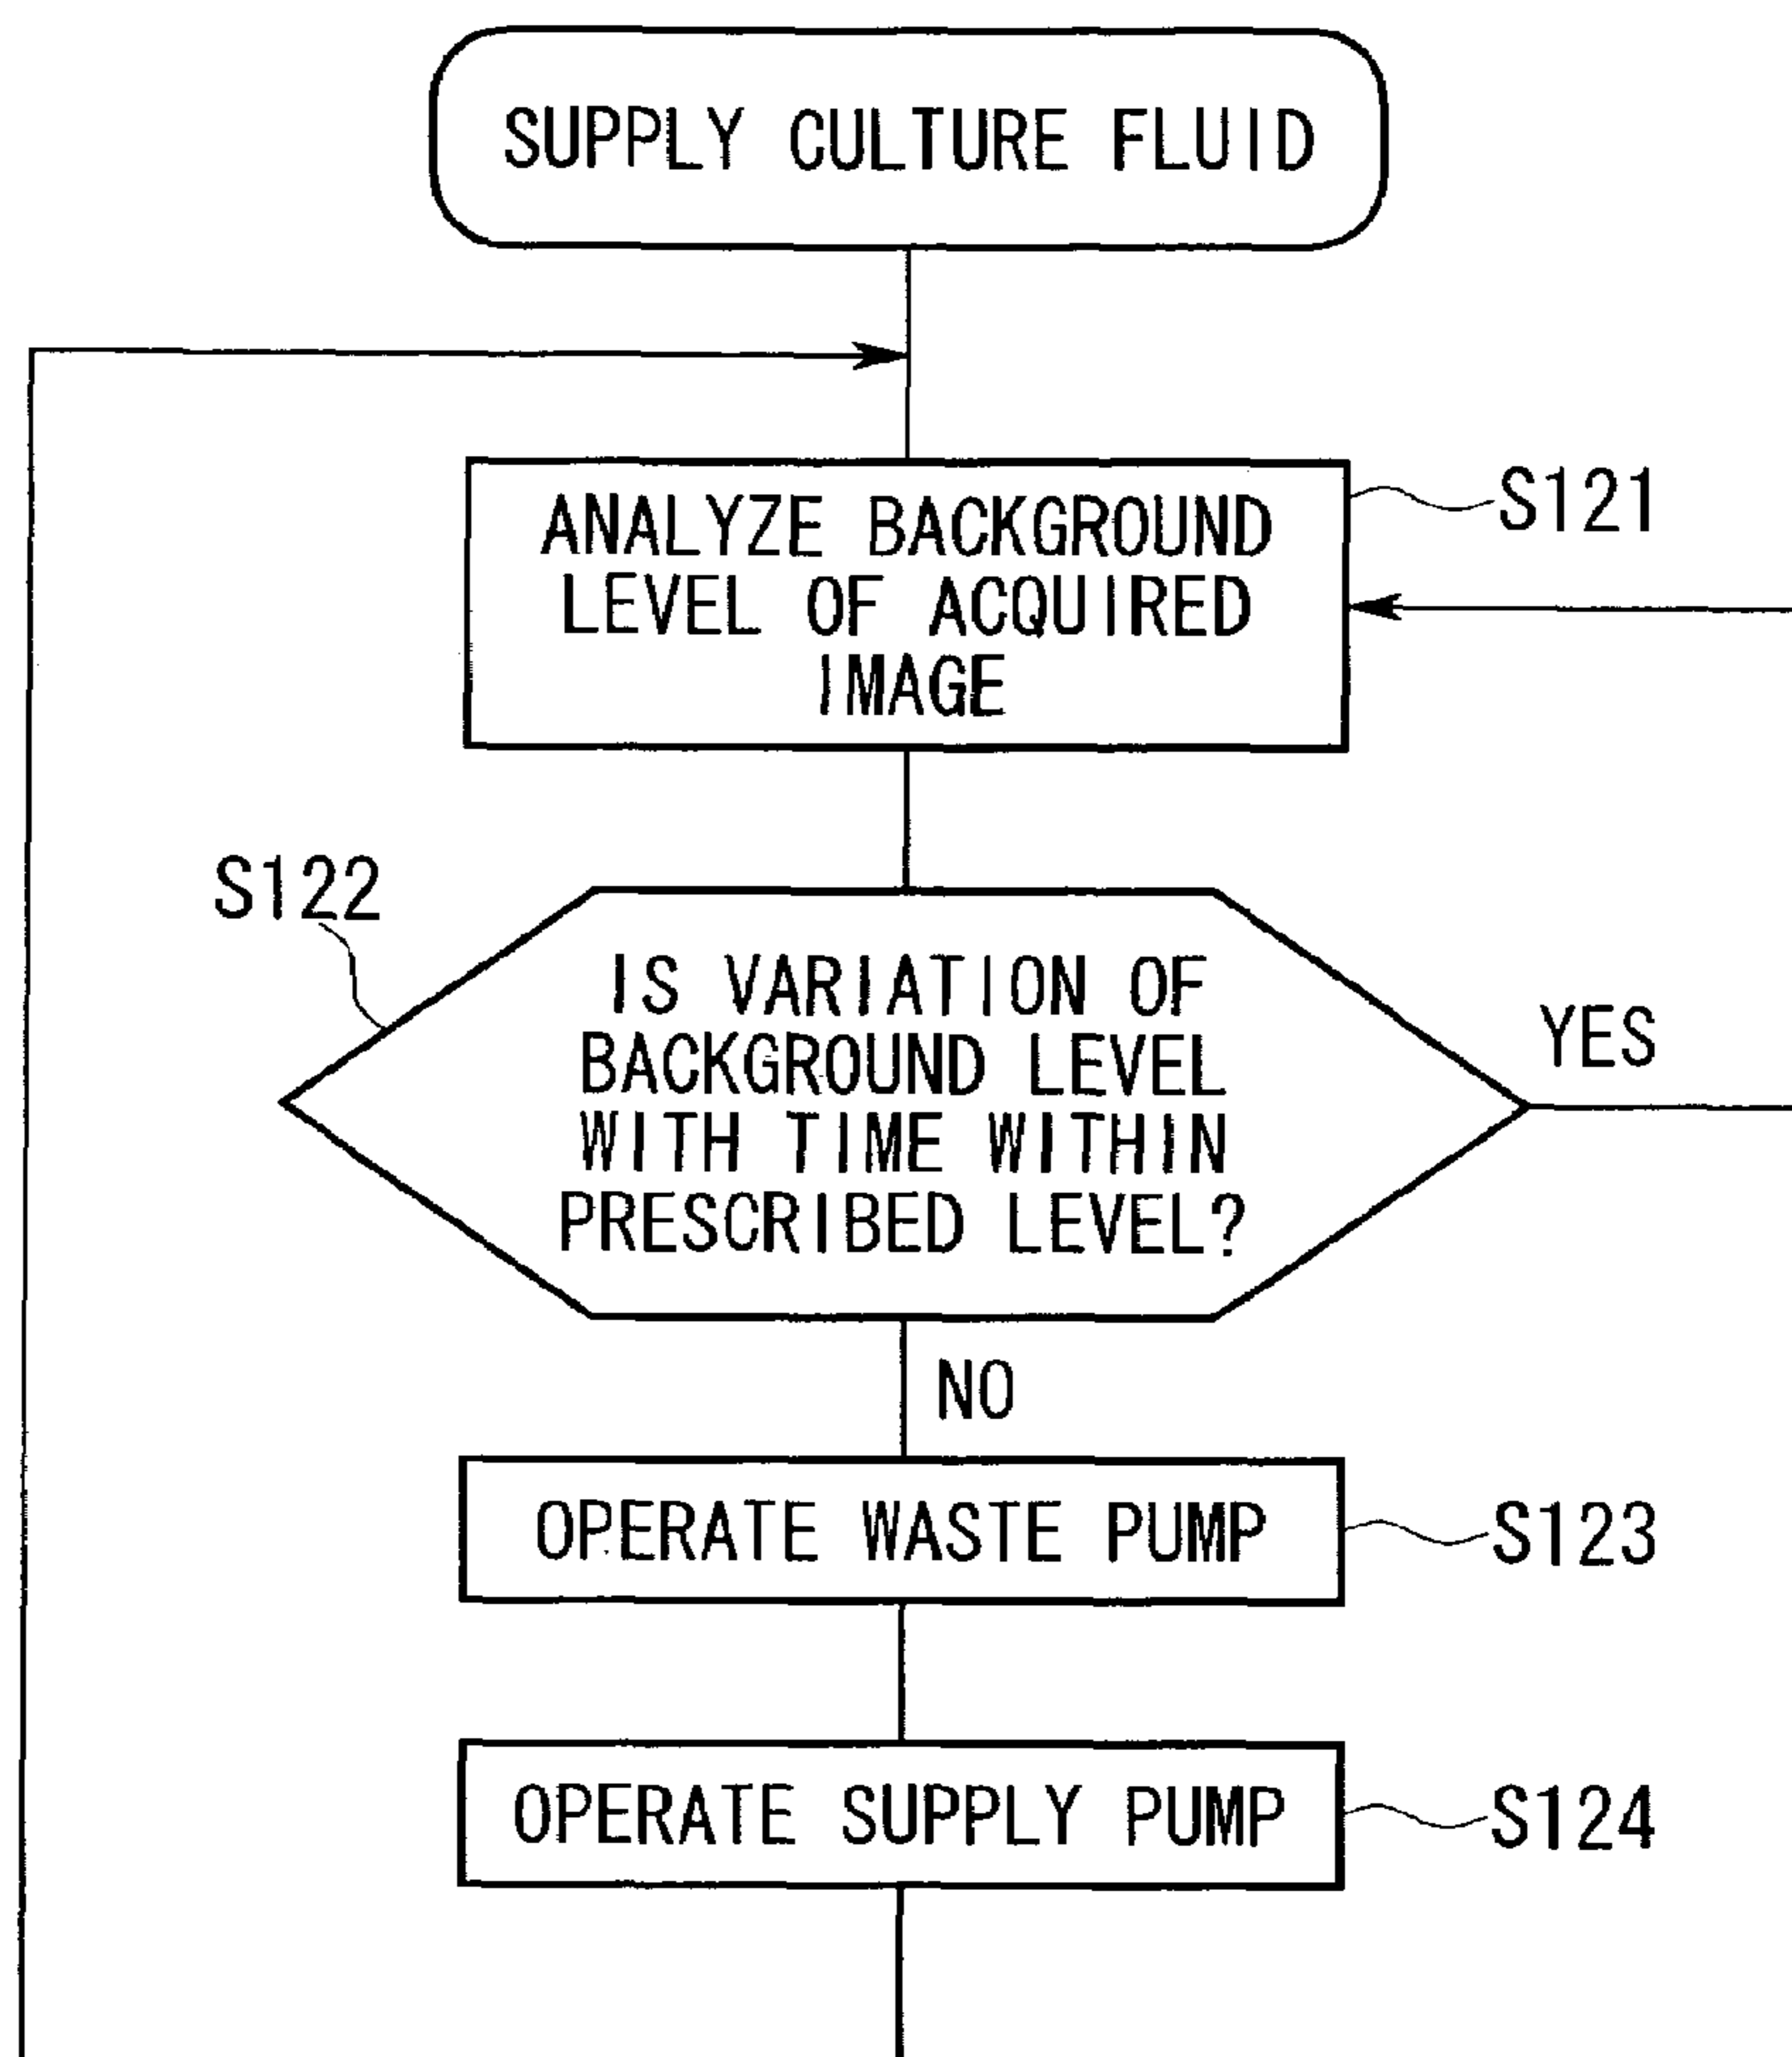 SUPPLY CULTURE FLUID
ANALYZE BACKGROUND
LEVEL OF ACQUIRED
IMAGE
S121
S122
IS VARIATION OF
BACKGROUND LEVEL
WITH TIME WITHIN
PRESCRIBED LEVEL?
YES
NO
OPERATE WASTE PUMP
S123
OPERATE SUPPLY PUMP
S124